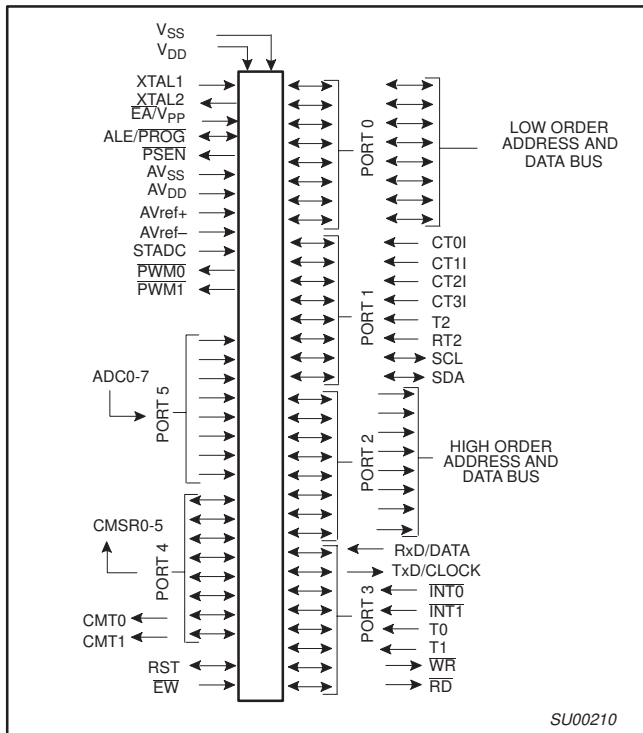 VSS
VDD
XTAL1
XTAL2
EA/VPP
ALE/PROG
PSEN
AVSS
AVDD
AVref+
AVref–
STADC
PWM0
PWM1
ADC0-7
PORT 5
CMSR0-5
PORT 4
CMT0
CMT1
RST
EW
PORT 0
LOW ORDER
ADDRESS AND
DATA BUS
PORT 1
CT0I
CT1I
CT2I
CT3I
T2
RT2
SCL
SDA
PORT 2
HIGH ORDER
ADDRESS AND
DATA BUS
PORT 3
RxD/DATA
TxD/CLOCK
INT0
INT1
T0
T1
WR
RD
SU00210